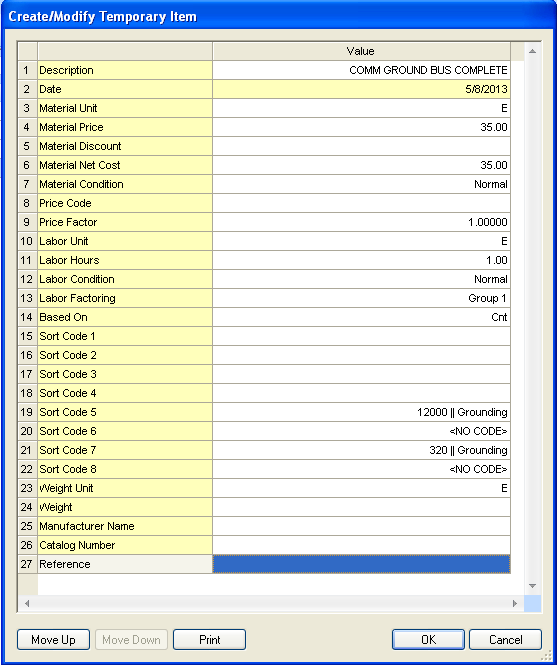 Create/Modify Temporary Item
Value
1 Description COMM GROUND BUS COMPLETE
2 Date 5/8/2013
3 Material Unit E
4 Material Price 35.00
5 Material Discount
6 Material Net Cost 35.00
7 Material Condition Normal
8 Price Code
9 Price Factor 1.00000
10 Labor Unit E
11 Labor Hours 1.00
12 Labor Condition Normal
13 Labor Factoring Group 1
14 Based On Cnt
15 Sort Code 1
16 Sort Code 2
17 Sort Code 3
18 Sort Code 4
19 Sort Code 5 12000 || Grounding
20 Sort Code 6 <NO CODE>
21 Sort Code 7 320 || Grounding
22 Sort Code 8 <NO CODE>
23 Weight Unit E
24 Weight
25 Manufacturer Name
26 Catalog Number
27 Reference
Move Up Move Down Print OK Cancel